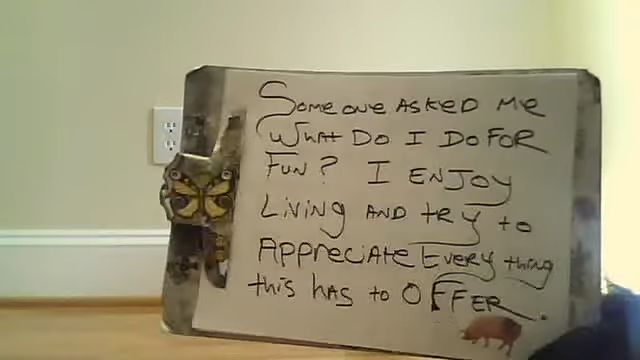 Someone ASKED Me
What DO I DO FOR
FUN? I ENJOY
LiviNg AND tRY to
APPReciAte EVERY thing
this hAs to OFFER.